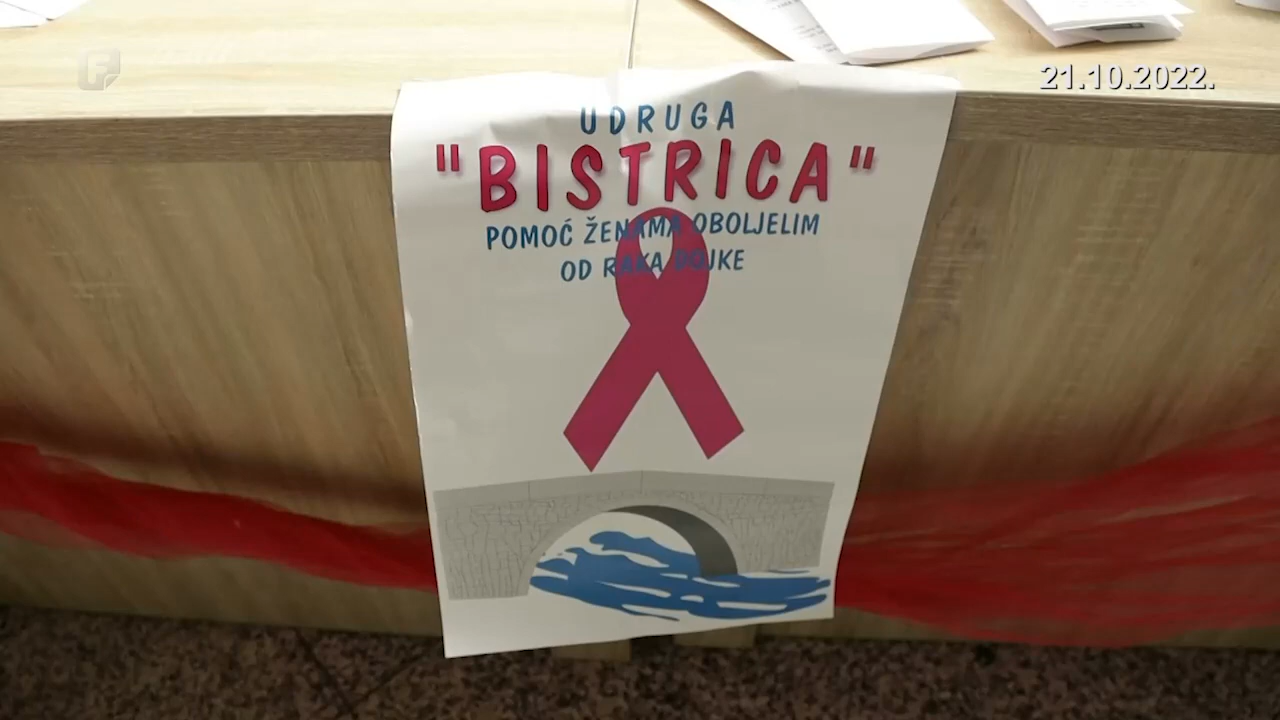 21.10.2022.
UDRUGA
"BISTRICA"
POMOĆ ŽENAMA OBOLJELIM
OD RAKA DOJKE